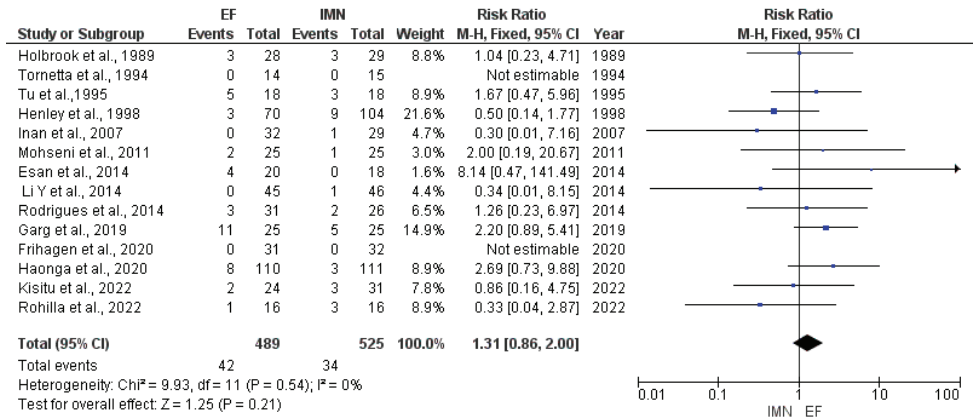 EF IMN Risk Ratio Risk Ratio
Study or Subgroup Events Total Events Total Weight M-H, Fixed, 95% CI Year M-H, Fixed, 95% CI
Holbrook et al., 1989 3 28 3 29 8.8% 1.04 [0.23, 4.71] 1989
Tornetta et al., 1994 0 14 0 15 Not estimable 1994
Tu et al.,1995 5 18 3 18 8.9% 1.67 [0.47, 5.96] 1995
Henley et al., 1998 3 70 9 104 21.6% 0.50 [0.14, 1.77] 1998
Inan et al., 2007 0 32 1 29 4.7% 0.30 [0.01, 7.16] 2007
Mohseni et al., 2011 2 25 1 25 3.0% 2.00 [0.19, 20.67] 2011
Esan et al., 2014 4 20 0 18 1.6% 8.14 [0.47, 141.49] 2014
Li Y et al., 2014 0 45 1 46 4.4% 0.34 [0.01, 8.15] 2014
Rodrigues et al., 2014 3 31 2 26 6.5% 1.26 [0.23, 6.97] 2014
Garg et al., 2019 11 25 5 25 14.9% 2.20 [0.89, 5.41] 2019
Frihagen et al., 2020 0 31 0 32 Not estimable 2020
Haonga et al., 2020 8 110 3 111 8.9% 2.69 [0.73, 9.88] 2020
Kisitu et al., 2022 2 24 3 31 7.8% 0.86 [0.16, 4.75] 2022
Rohilla et al., 2022 1 16 3 16 8.9% 0.33 [0.04, 2.87] 2022
Total (95% CI) 489 525 100.0% 1.31 [0.86, 2.00]
Total events 42 34
Heterogeneity: Chi² = 9.93, df = 11 (P = 0.54); I² = 0%
Test for overall effect: Z = 1.25 (P = 0.21)
0.01 0.1 1 10 100
IMN EF